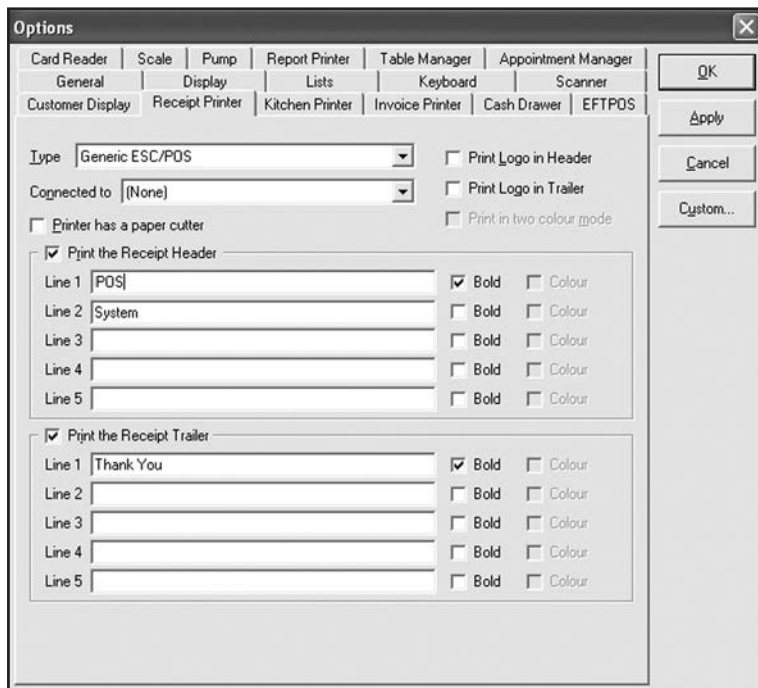 Options
Card Reader Scale Pump Report Printer Table Manager Appointment Manager
General Display Lists Keyboard Scanner
Customer Display Receipt Printer Kitchen Printer Invoice Printer Cash Drawer EFTPOS
OK
Apply
Cancel
Custom...
Type Generic ESC/POS
Connected to (None)
Printer has a paper cutter
Print Logo in Header
Print Logo in Trailer
Print in two colour mode
Print the Receipt Header
Line 1 POS Bold Colour
Line 2 System Bold Colour
Line 3 Bold Colour
Line 4 Bold Colour
Line 5 Bold Colour
Print the Receipt Trailer
Line 1 Thank You Bold Colour
Line 2 Bold Colour
Line 3 Bold Colour
Line 4 Bold Colour
Line 5 Bold Colour